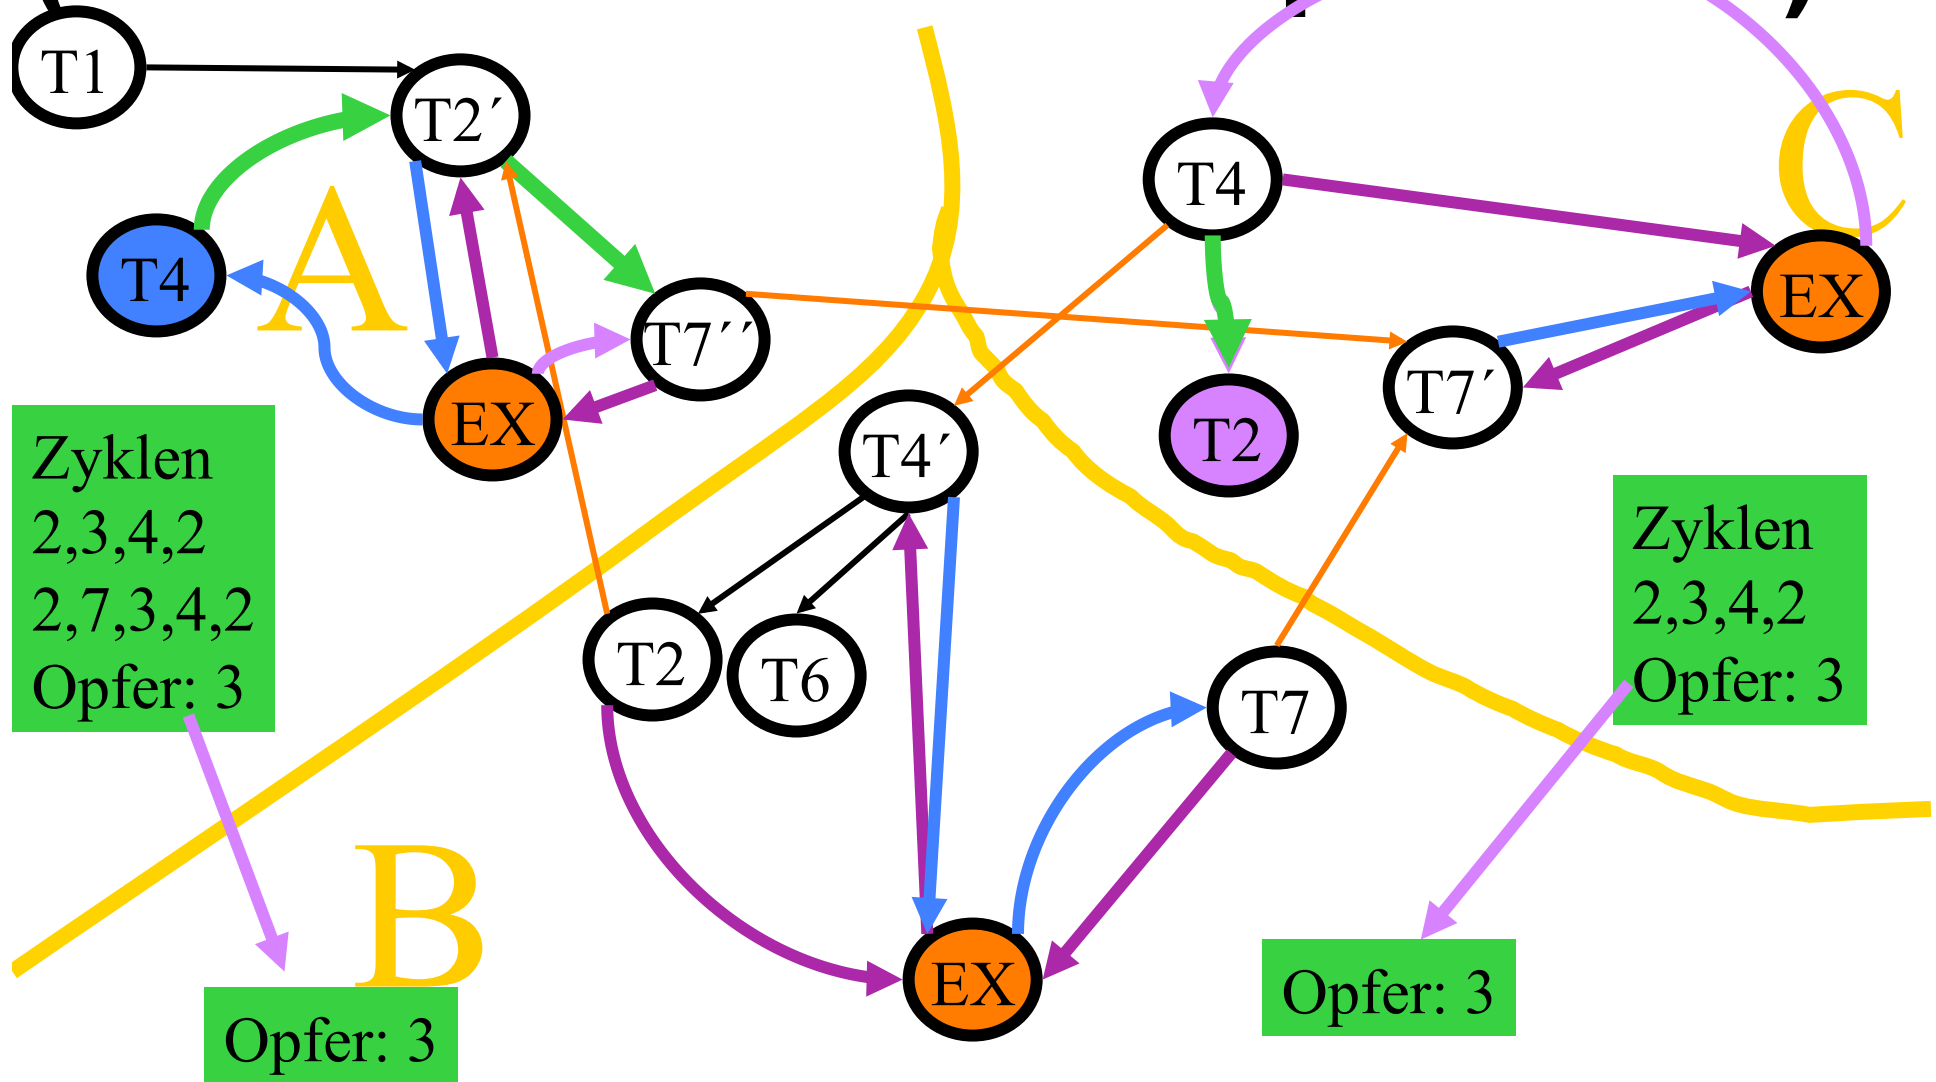 T1
T2´
C
T4
A
T4
EX
T7´´
T7´
EX
T2
T4´
Zyklen
2,3,4,2
2,7,3,4,2
Opfer: 3
Zyklen
2,3,4,2
Opfer: 3
T2
T6
T7
B
EX
Opfer: 3
Opfer: 3